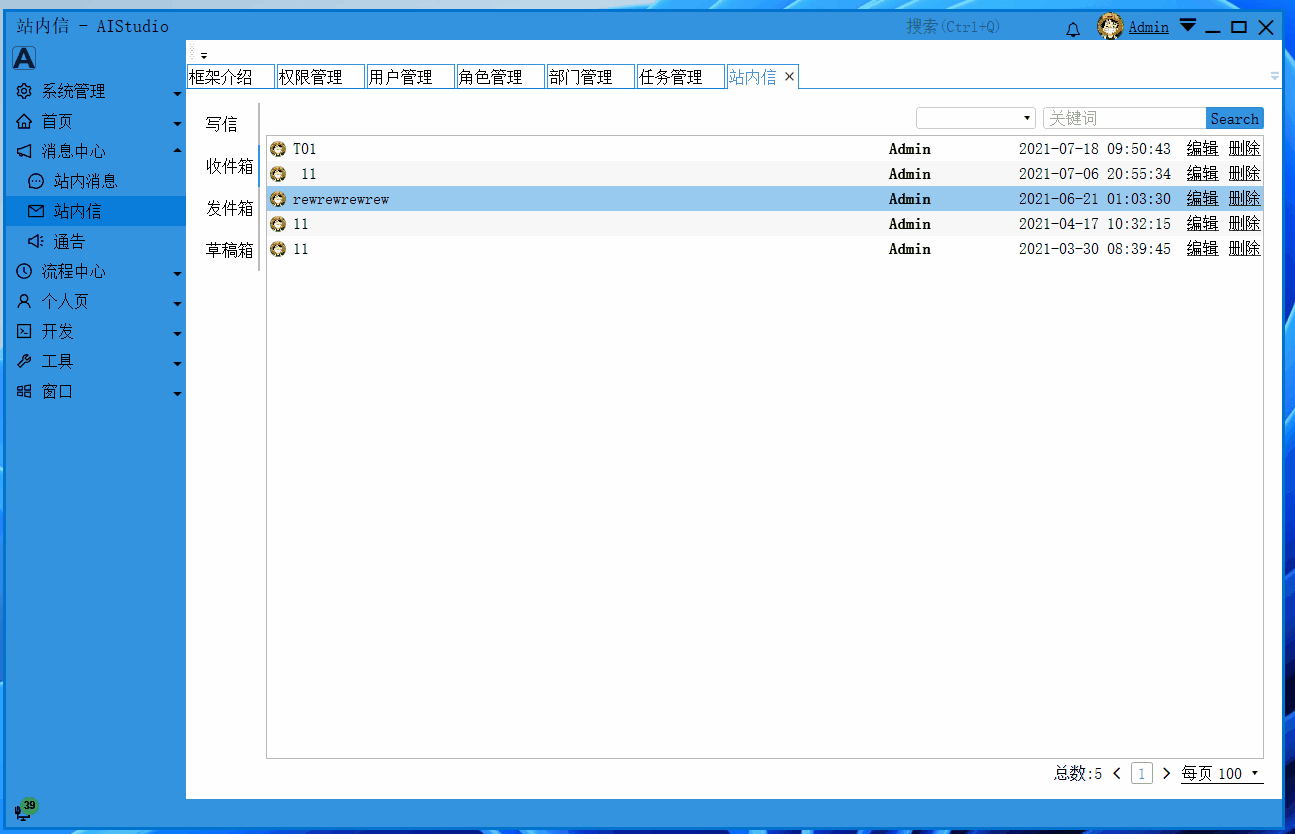 站内信 - AIStudio
搜索(Ctrl+Q)
Admin
A
系统管理
首页
消息中心
站内消息
站内信
通告
流程中心
个人页
开发
工具
窗口
39
框架介绍 权限管理 用户管理 角色管理 部门管理 任务管理 站内信
写信
收件箱
发件箱
草稿箱
关键词 Search
T01 Admin 2021-07-18 09:50:43 编辑 删除
11 Admin 2021-07-06 20:55:34 编辑 删除
rewrewrewrew Admin 2021-06-21 01:03:30 编辑 删除
11 Admin 2021-04-17 10:32:15 编辑 删除
11 Admin 2021-03-30 08:39:45 编辑 删除
总数:5 1 每页 100